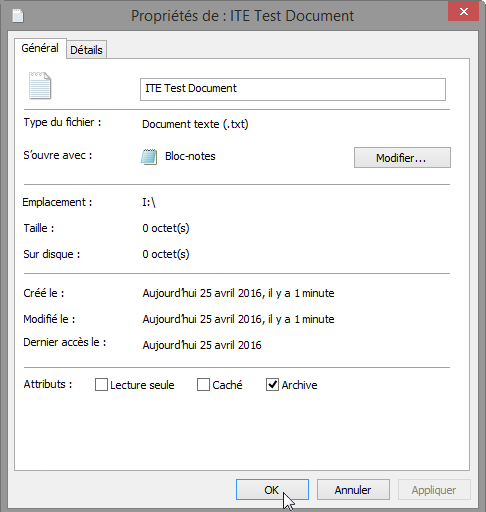 Propriétés de : ITE Test Document
Général Détails
ITE Test Document
Type du fichier : Document texte (.txt)
S'ouvre avec : Bloc-notes Modifier...
Emplacement : I:\
Taille : 0 octet(s)
Sur disque : 0 octet(s)
Créé le : Aujourd'hui 25 avril 2016, il y a 1 minute
Modifié le : Aujourd'hui 25 avril 2016, il y a 1 minute
Dernier accès le : Aujourd'hui 25 avril 2016
Attributs : Lecture seule Caché Archive
OK Annuler Appliquer